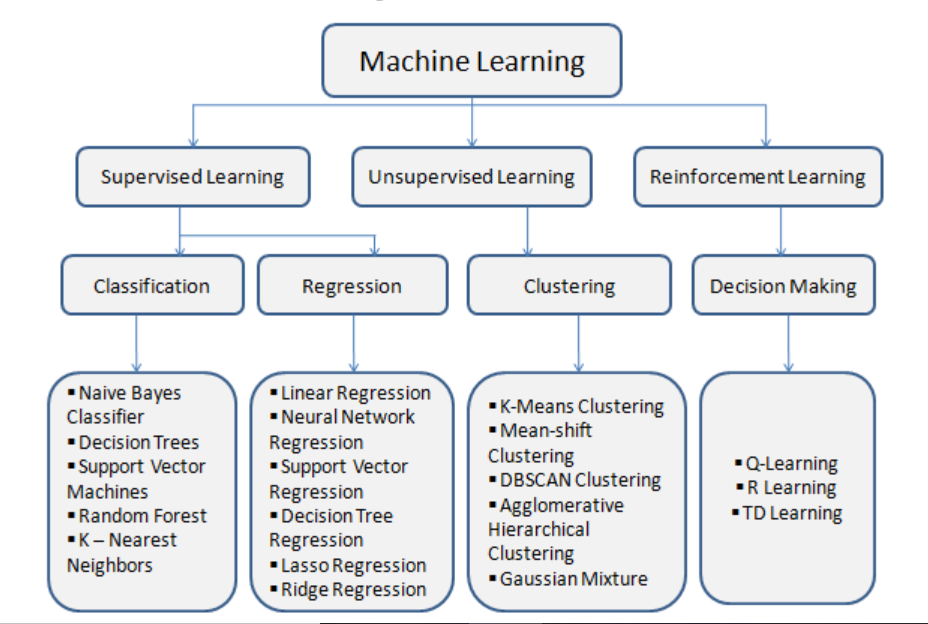 Machine Learning
Supervised Learning
Unsupervised Learning
Reinforcement Learning
Classification
Regression
Clustering
Decision Making
▪ Naive Bayes
Classifier
▪ Decision Trees
▪ Support Vector
Machines
▪ Random Forest
▪ K – Nearest
Neighbors
▪ Linear Regression
▪ Neural Network
Regression
▪ Support Vector
Regression
▪ Decision Tree
Regression
▪ Lasso Regression
▪ Ridge Regression
▪ K-Means Clustering
▪ Mean-shift
Clustering
▪ DBSCAN Clustering
▪ Agglomerative
Hierarchical
Clustering
▪ Gaussian Mixture
▪ Q-Learning
▪ R Learning
▪ TD Learning